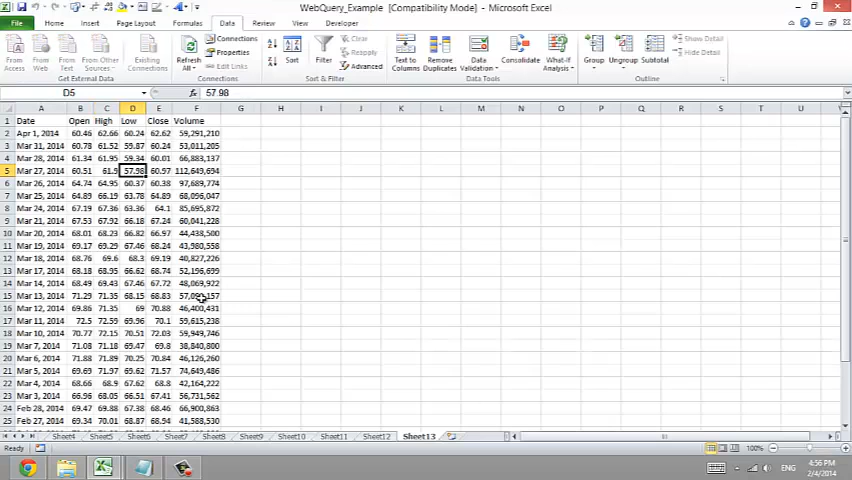 WebQuery_Example [Compatibility Mode] - Microsoft Excel
File Home Insert Page Layout Formulas Data Review View Developer
From Access From Web From Text From Other Sources Existing Connections Refresh All Connections Properties Edit Links Sort Filter Clear Reapply Advanced Text to Columns Remove Duplicates Data Validation Consolidate What-If Analysis Group Ungroup Subtotal Show Detail Hide Detail
Get External Data Connections Sort & Filter Data Tools Outline
D5 fx 57.98
A B C D E F G H I J K L M N O P Q R S T U
1 Date Open High Low Close Volume
2 Apr 1, 2014 60.46 62.66 60.24 62.62 59,291,210
3 Mar 31, 2014 60.78 61.52 59.87 60.24 53,011,205
4 Mar 28, 2014 61.34 61.95 59.34 60.01 66,883,137
5 Mar 27, 2014 60.51 61.9 57.98 60.97 112,649,694
6 Mar 26, 2014 64.74 64.95 60.37 60.38 97,689,774
7 Mar 25, 2014 64.89 66.19 63.78 64.89 68,096,047
8 Mar 24, 2014 67.19 67.36 63.36 64.1 85,695,872
9 Mar 21, 2014 67.53 67.92 66.18 67.24 60,041,228
10 Mar 20, 2014 68.01 68.23 66.82 66.97 44,438,500
11 Mar 19, 2014 69.17 69.29 67.46 68.24 43,980,558
12 Mar 18, 2014 68.76 69.6 68.3 69.19 40,827,226
13 Mar 17, 2014 68.18 68.95 66.62 68.74 52,196,699
14 Mar 14, 2014 68.49 69.43 67.46 67.72 48,069,922
15 Mar 13, 2014 71.29 71.35 68.15 68.83
16 Mar 12, 2014 69.86 71.35 69 70.88 46,400,431
17 Mar 11, 2014 72.5 72.59 69.96 70.1 59,615,238
18 Mar 10, 2014 70.77 72.15 70.51 72.03 59,949,746
19 Mar 7, 2014 71.08 71.18 69.47 69.8 38,840,800
20 Mar 6, 2014 71.88 71.89 70.25 70.84 46,126,260
21 Mar 5, 2014 69.69 71.97 69.62 71.57 74,649,486
22 Mar 4, 2014 68.66 68.9 67.62 68.8 42,164,222
23 Mar 3, 2014 66.96 68.05 66.51 67.41 56,731,562
24 Feb 28, 2014 69.47 69.88 67.38 68.46 66,900,863
25 Feb 27, 2014 69.34 70.01 68.87 68.94 41,588,530
Sheet4 Sheet5 Sheet6 Sheet7 Sheet8 Sheet9 Sheet10 Sheet11 Sheet12 Sheet13
Ready 100%
ENG 4:56 PM
2/4/2014